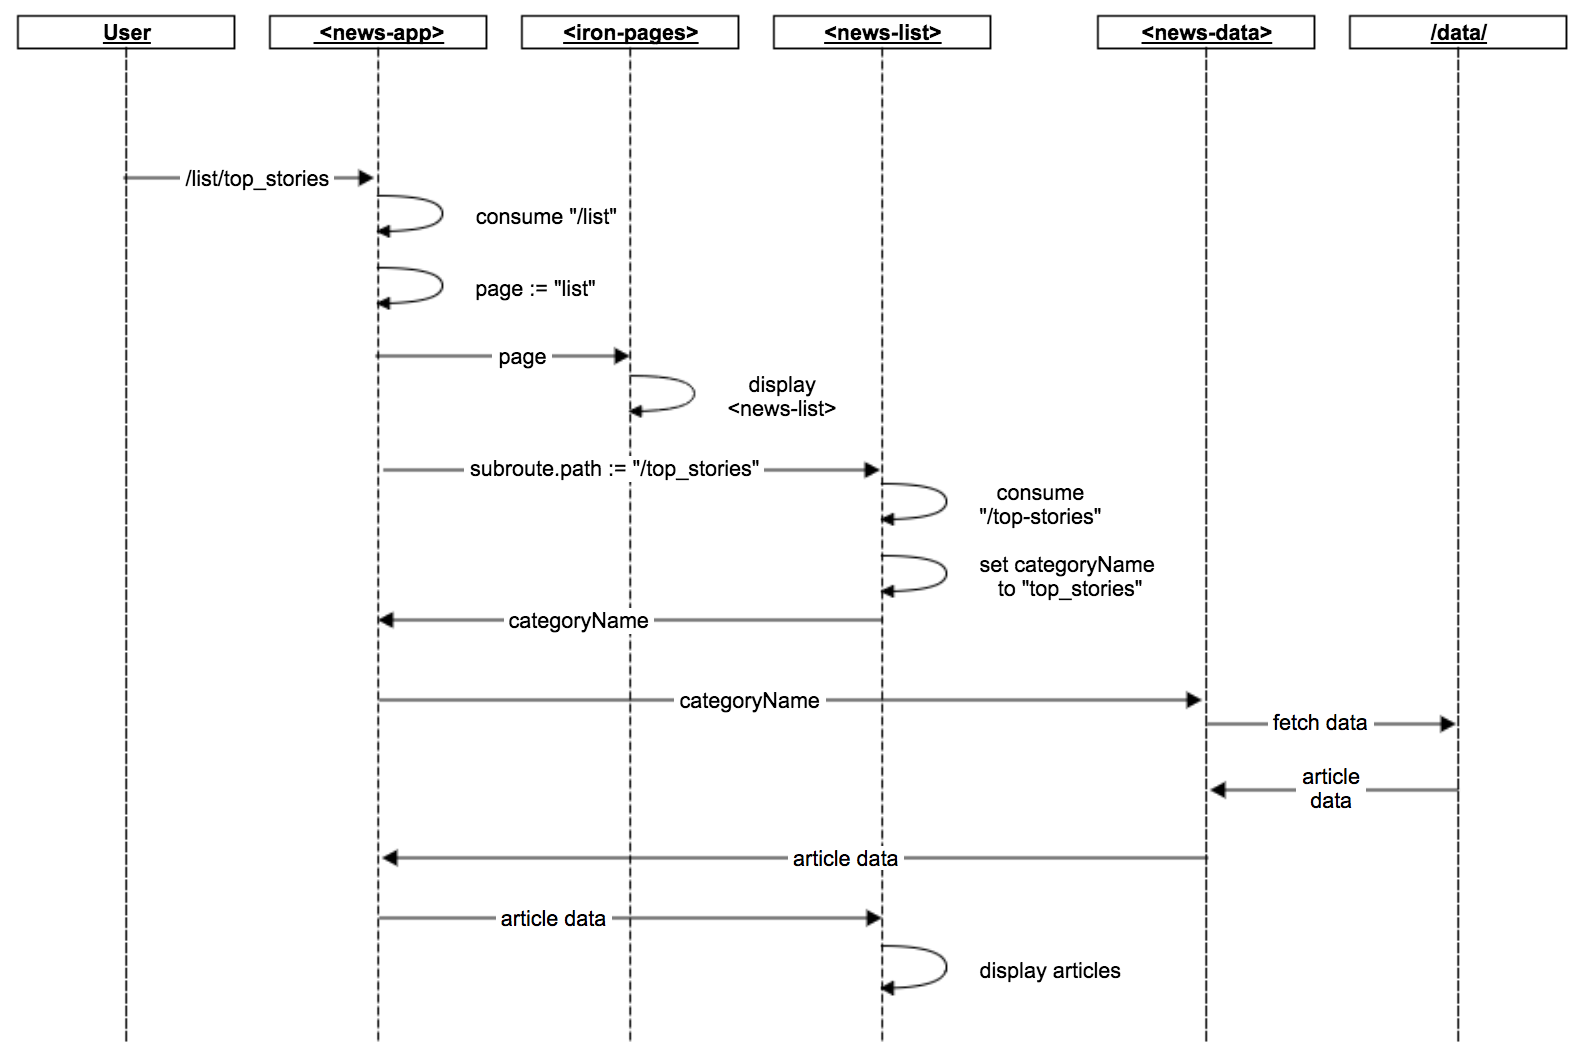 User
<news-app>
<iron-pages>
<news-list>
<news-data>
/data/
/list/top_stories
consume "/list"
page := "list"
page
display
<news-list>
subroute.path := "/top_stories"
consume
"/top-stories"
set categoryName
to "top_stories"
categoryName
categoryName
fetch data
article
data
article data
article data
display articles